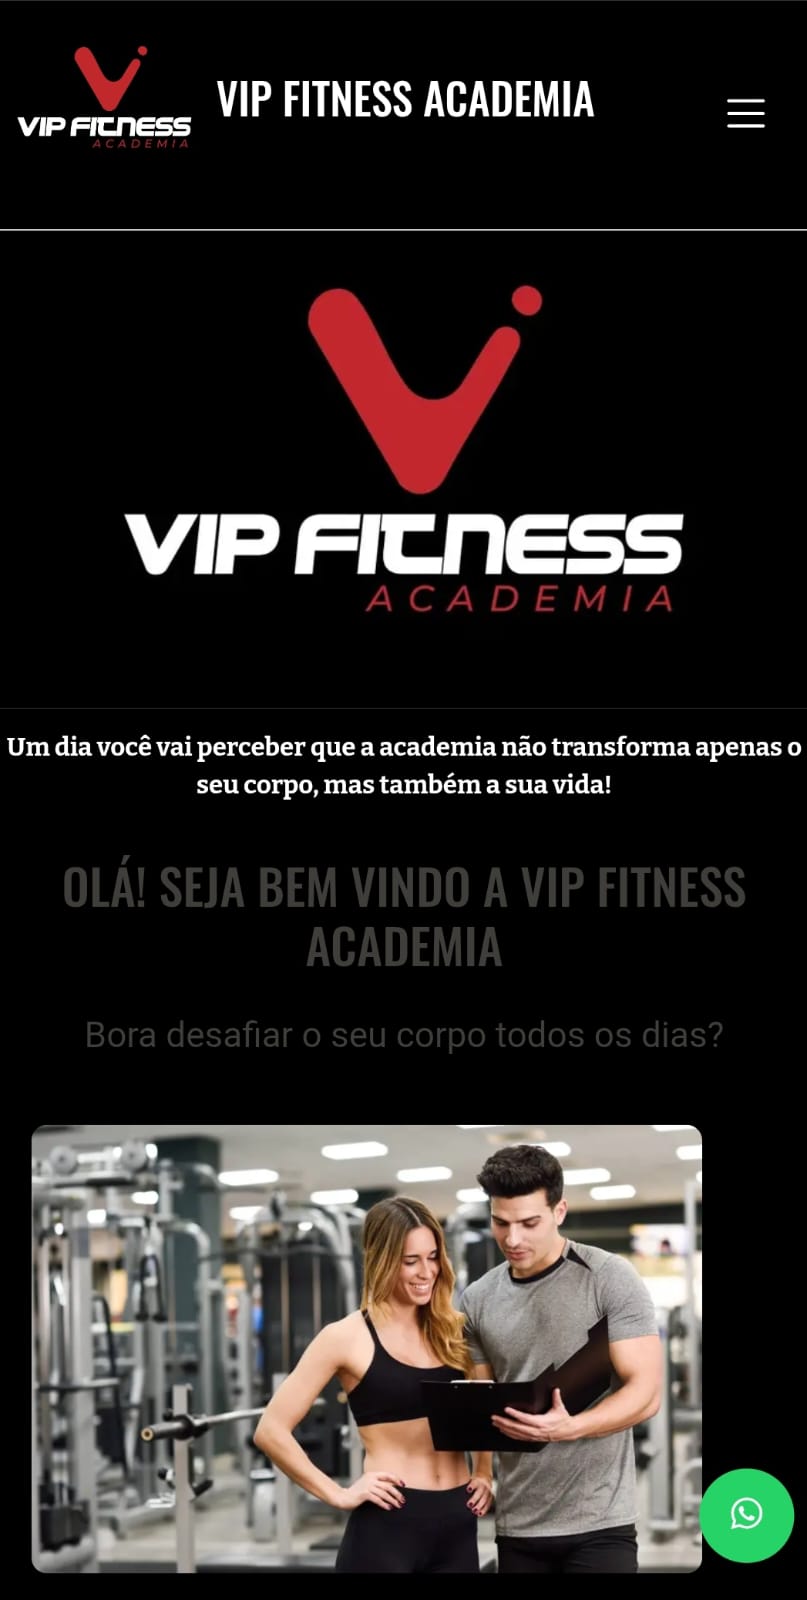 VIP FITNESS
ACADEMIA
VIP FITNESS ACADEMIA
VIP FITNESS
ACADEMIA
Um dia você vai perceber que a academia não transforma apenas o
seu corpo, mas também a sua vida!
OLÁ! SEJA BEM VINDO A VIP FITNESS
ACADEMIA
Bora desafiar o seu corpo todos os dias?